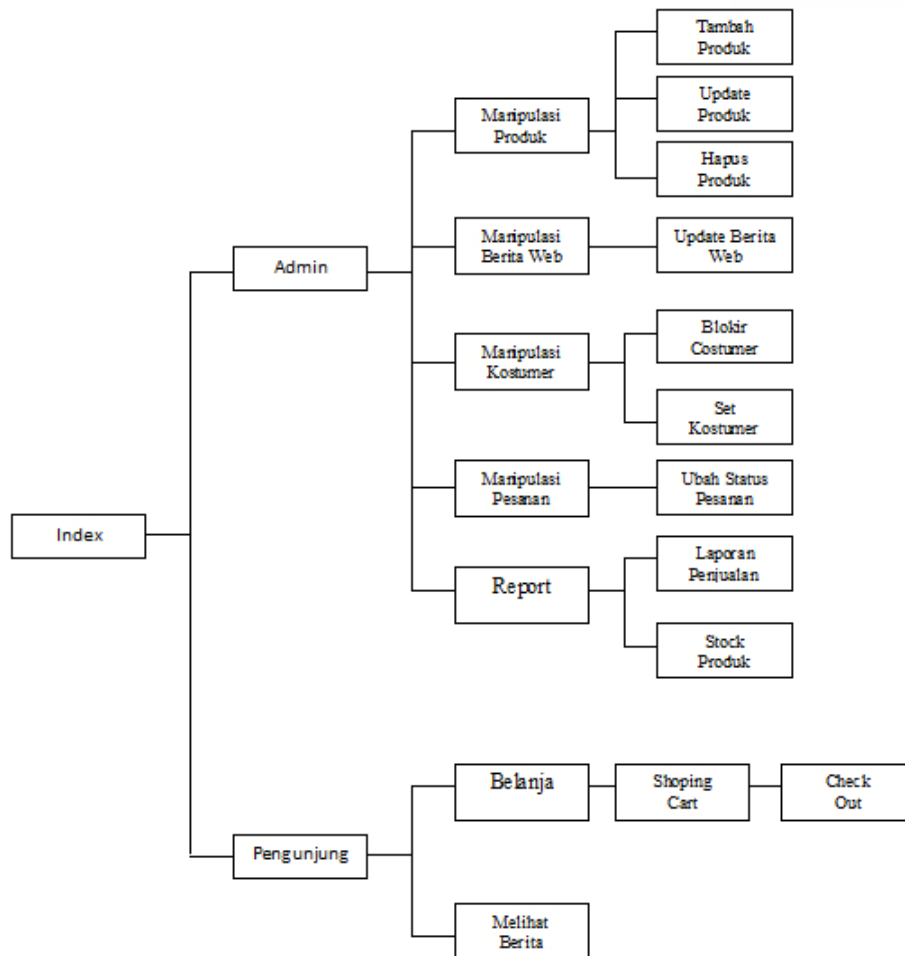 Tambah
Produk
Update
Produk
Hapus
Produk
Manipulasi
Produk
Manipulasi
Berita Web
Update Berita
Web
Admin
Blokir
Costumer
Manipulasi
Kostumer
Set
Kostumer
Manipulasi
Pesanan
Ubah Status
Pesanan
Index
Laporan
Penjualan
Report
Stock
Produk
Belanja
Shoping
Cart
Check
Out
Pengunjung
Melihat
Berita